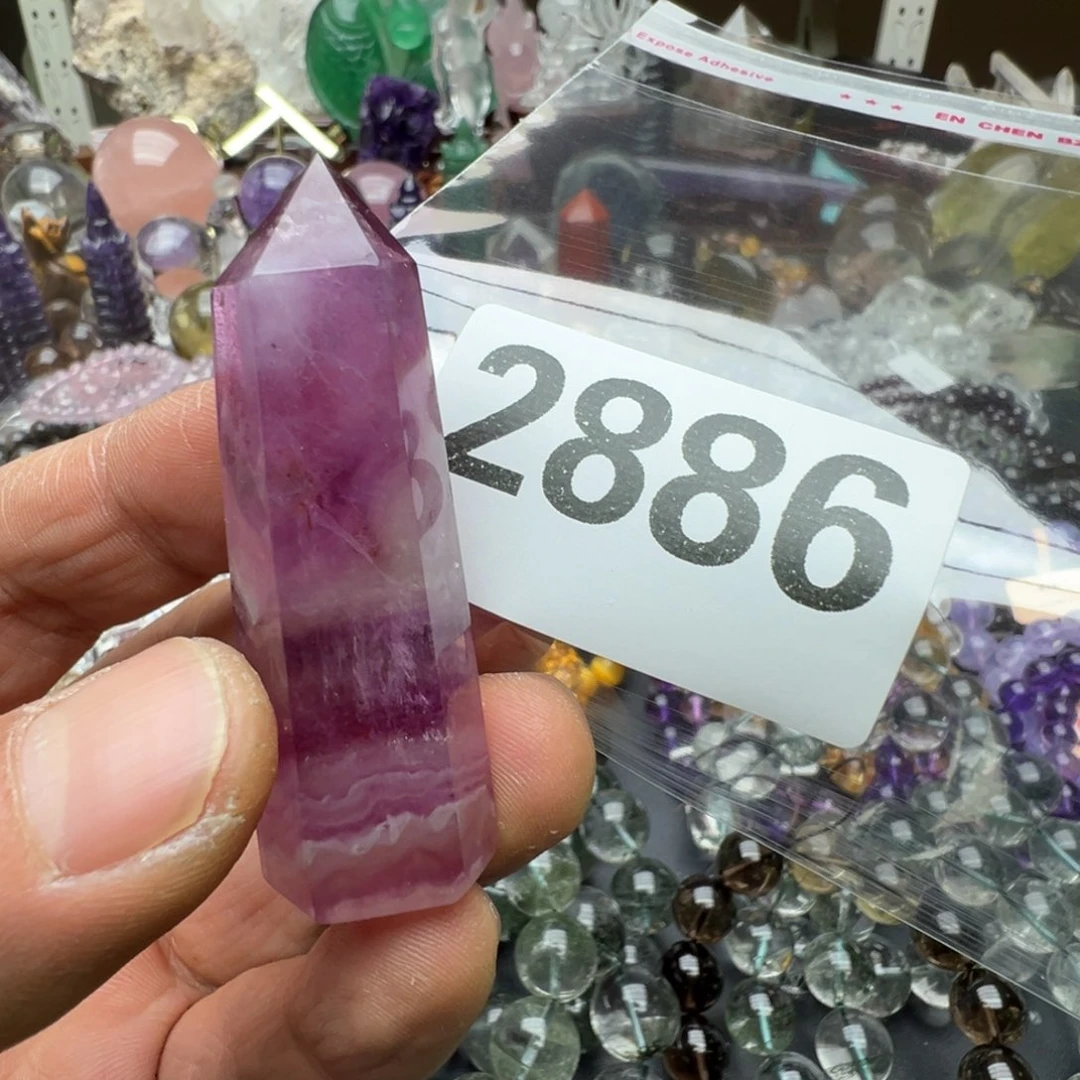 Expose Adhesive
*** EN CHEN
2886